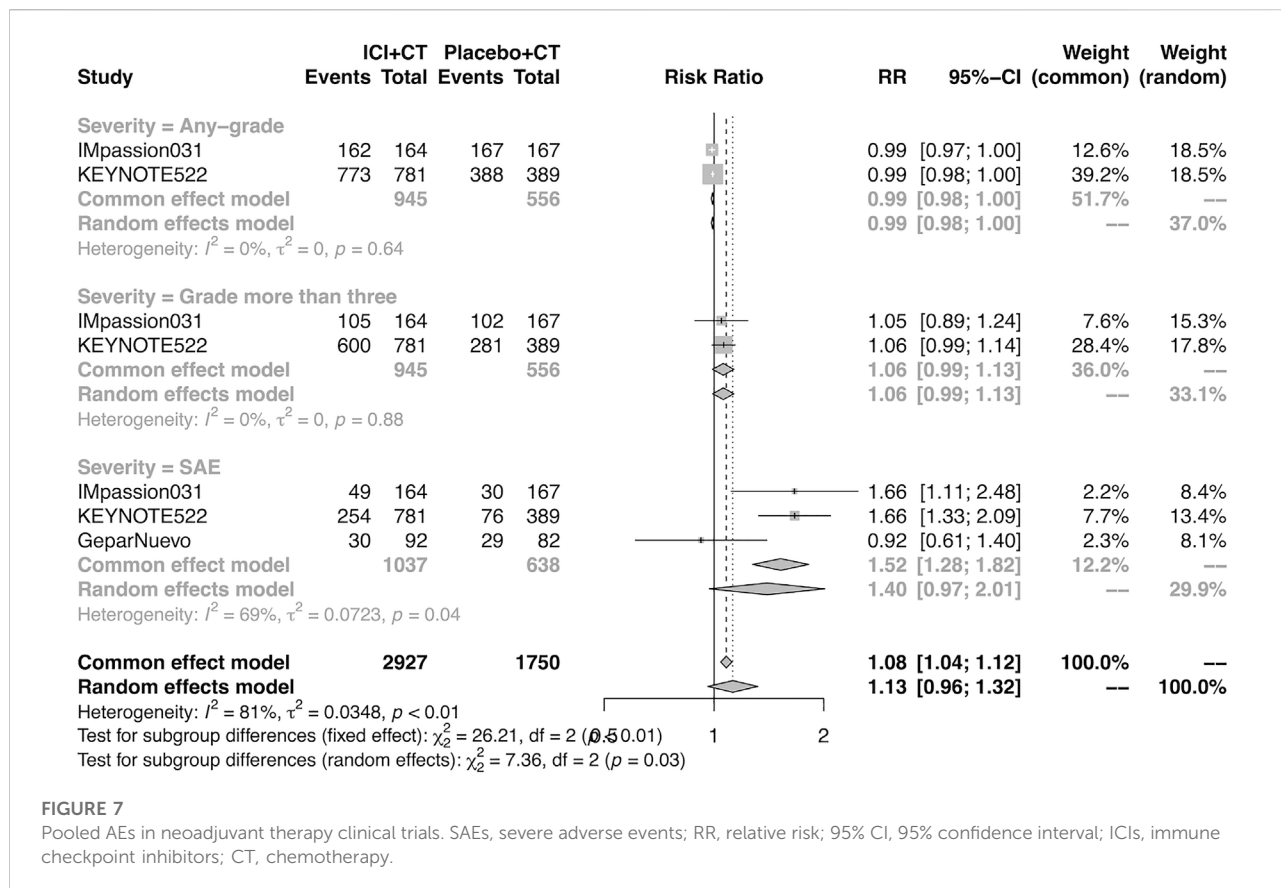 ICI+CT Placebo+CT Weight Weight
Study Events Total Events Total Risk Ratio RR 95%−CI (common) (random)
Severity = Any−grade
IMpassion031 162 164 167 167 0.99 [0.97; 1.00] 12.6% 18.5%
KEYNOTE522 773 781 388 389 0.99 [0.98; 1.00] 39.2% 18.5%
Common effect model 945 556 0.99 [0.98; 1.00] 51.7% −−
Random effects model 0.99 [0.98; 1.00] −− 37.0%
Heterogeneity: I² = 0%, τ² = 0, p = 0.64
Severity = Grade more than three
IMpassion031 105 164 102 167 1.05 [0.89; 1.24] 7.6% 15.3%
KEYNOTE522 600 781 281 389 1.06 [0.99; 1.14] 28.4% 17.8%
Common effect model 945 556 1.06 [0.99; 1.13] 36.0% −−
Random effects model 1.06 [0.99; 1.13] −− 33.1%
Heterogeneity: I² = 0%, τ² = 0, p = 0.88
Severity = SAE
IMpassion031 49 164 30 167 1.66 [1.11; 2.48] 2.2% 8.4%
KEYNOTE522 254 781 76 389 1.66 [1.33; 2.09] 7.7% 13.4%
GeparNuevo 30 92 29 82 0.92 [0.61; 1.40] 2.3% 8.1%
Common effect model 1037 638 1.52 [1.28; 1.82] 12.2% −−
Random effects model 1.40 [0.97; 2.01] −− 29.9%
Heterogeneity: I² = 69%, τ² = 0.0723, p = 0.04
Common effect model 2927 1750 1.08 [1.04; 1.12] 100.0% −−
Random effects model 1.13 [0.96; 1.32] −− 100.0%
Heterogeneity: I² = 81%, τ² = 0.0348, p < 0.01
Test for subgroup differences (fixed effect): χ²₂ = 26.21, df = 2 (p < 0.01) 0.5 1 2
Test for subgroup differences (random effects): χ²₂ = 7.36, df = 2 (p = 0.03)
FIGURE 7
Pooled AEs in neoadjuvant therapy clinical trials. SAEs, severe adverse events; RR, relative risk; 95% CI, 95% confidence interval; ICIs, immune
checkpoint inhibitors; CT, chemotherapy.